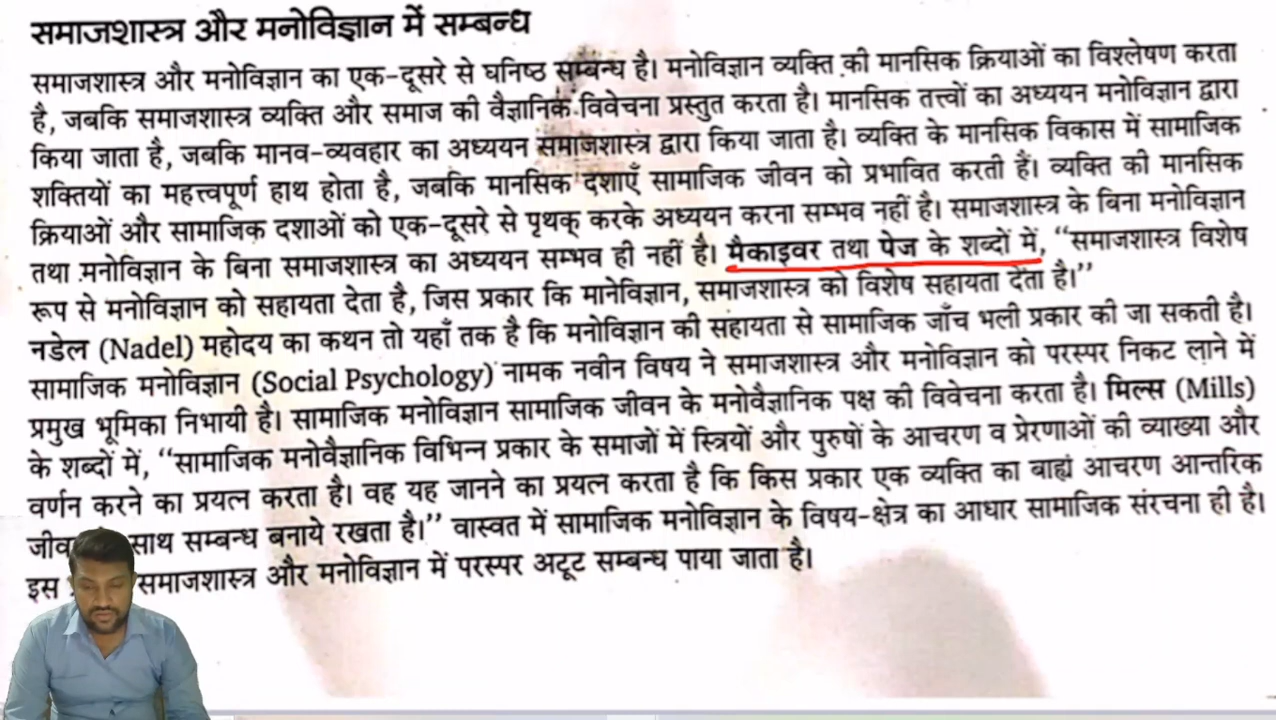 समाजशास्त्र और मनोविज्ञान में सम्बन्ध
समाजशास्त्र और मनोविज्ञान का एक-दूसरे से घनिष्ठ सम्बन्ध है। मनोविज्ञान व्यक्ति की मानसिक क्रियाओं का विश्लेषण करता
है, जबकि समाजशास्त्र व्यक्ति और समाज की वैज्ञानिक विवेचना प्रस्तुत करता है। मानसिक तत्त्वों का अध्ययन मनोविज्ञान द्वारा
किया जाता है, जबकि मानव-व्यवहार का अध्ययन समाजशास्त्र द्वारा किया जाता है। व्यक्ति के मानसिक विकास में सामाजिक
शक्तियों का महत्त्वपूर्ण हाथ होता है, जबकि मानसिक दशाएँ सामाजिक जीवन को प्रभावित करती हैं। व्यक्ति की मानसिक
क्रियाओं और सामाजिक दशाओं को एक-दूसरे से पृथक् करके अध्ययन करना सम्भव नहीं है। समाजशास्त्र के बिना मनोविज्ञान
तथा मनोविज्ञान के बिना समाजशास्त्र का अध्ययन सम्भव ही नहीं है। मैकाइवर तथा पेज के शब्दों में, “समाजशास्त्र विशेष
रूप से मनोविज्ञान को सहायता देता है, जिस प्रकार कि मानेविज्ञान, समाजशास्त्र को विशेष सहायता देता है।”
नडेल (Nadel) महोदय का कथन तो यहाँ तक है कि मनोविज्ञान की सहायता से सामाजिक जाँच भली प्रकार की जा सकती है।
सामाजिक मनोविज्ञान (Social Psychology) नामक नवीन विषय ने समाजशास्त्र और मनोविज्ञान को परस्पर निकट लाने में
प्रमुख भूमिका निभायी है। सामाजिक मनोविज्ञान सामाजिक जीवन के मनोवैज्ञानिक पक्ष की विवेचना करता है। मिल्स (Mills)
के शब्दों में, “सामाजिक मनोवैज्ञानिक विभिन्न प्रकार के समाजों में स्त्रियों और पुरुषों के आचरण व प्रेरणाओं की व्याख्या और
वर्णन करने का प्रयत्न करता है। वह यह जानने का प्रयत्न करता है कि किस प्रकार एक व्यक्ति का बाह्य आचरण आन्तरिक
साथ सम्बन्ध बनाये रखता है।” वास्वत में सामाजिक मनोविज्ञान के विषय-क्षेत्र का आधार सामाजिक संरचना ही है।
इस समाजशास्त्र और मनोविज्ञान में परस्पर अटूट सम्बन्ध पाया जाता है।